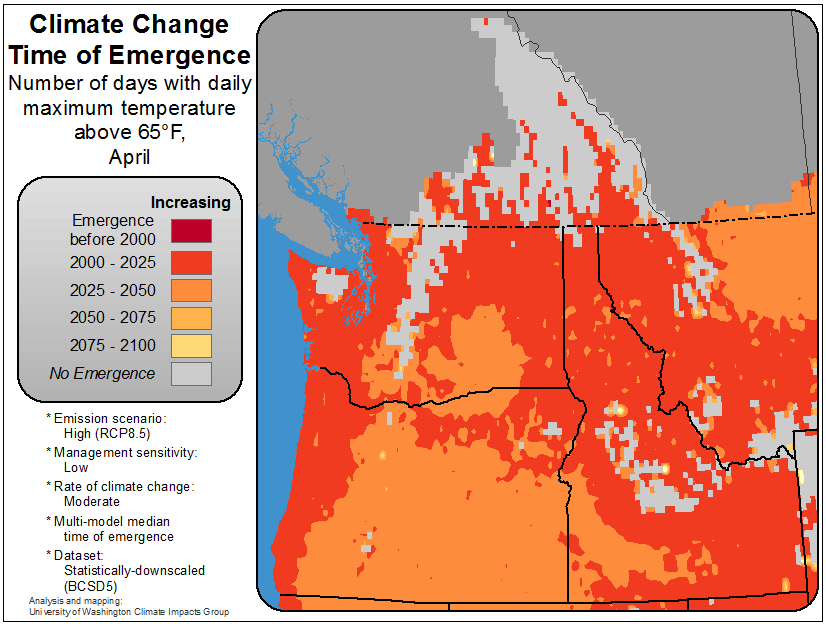 Climate Change
Time of Emergence
Number of days with daily
maximum temperature
above 65°F,
April
Increasing
Emergence
before 2000
2000 - 2025
2025 - 2050
2050 - 2075
2075 - 2100
No Emergence
* Emission scenario:
High (RCP8.5)
* Management sensitivity:
Low
* Rate of climate change:
Moderate
* Multi-model median
time of emergence
* Dataset:
Statistically-downscaled
(BCSD5)
Analysis and mapping:
University of Washington Climate Impacts Group